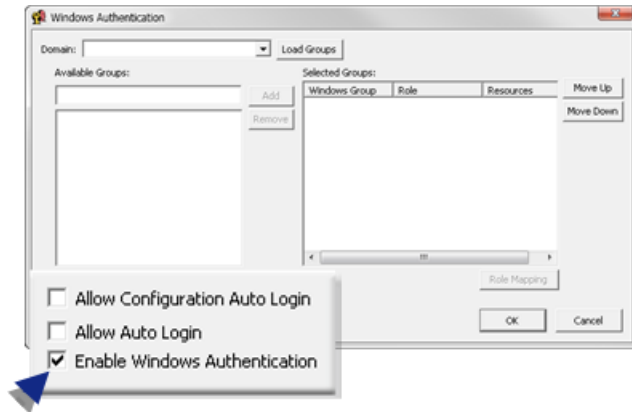 Windows Authentication
Domain:
Load Groups
Available Groups:
Selected Groups:
Add
Remove
Windows Group Role Resources
Move Up
Move Down
Role Mapping
OK Cancel
Allow Configuration Auto Login
Allow Auto Login
Enable Windows Authentication